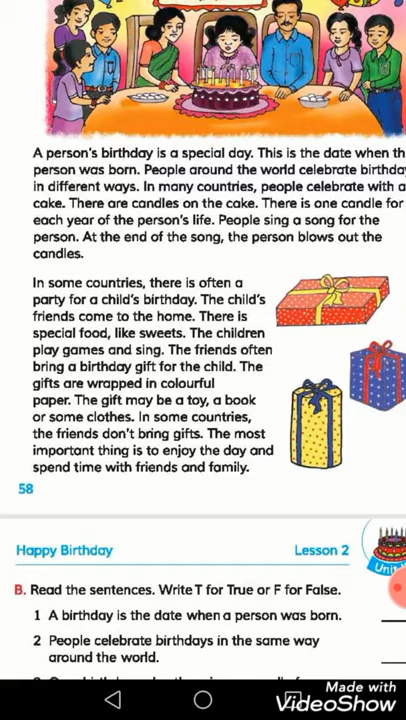 A person's birthday is a special day. This is the date when th
person was born. People around the world celebrate birthda
in different ways. In many countries, people celebrate with a
cake. There are candles on the cake. There is one candle for
each year of the person's life. People sing a song for the
person. At the end of the song, the person blows out the
candles.
In some countries, there is often a
party for a child's birthday. The child's
friends come to the home. There is
special food, like sweets. The children
play games and sing. The friends often
bring a birthday gift for the child. The
gifts are wrapped in colourful
paper. The gift may be a toy, a book
or some clothes. In some countries,
the friends don't bring gifts. The most
important thing is to enjoy the day and
spend time with friends and family.
58
Happy Birthday
Lesson 2
Unit
B. Read the sentences. Write T for True or F for False.
1 A birthday is the date when a person was born.
2 People celebrate birthdays in the same way
around the world.
Made with
VideoShow